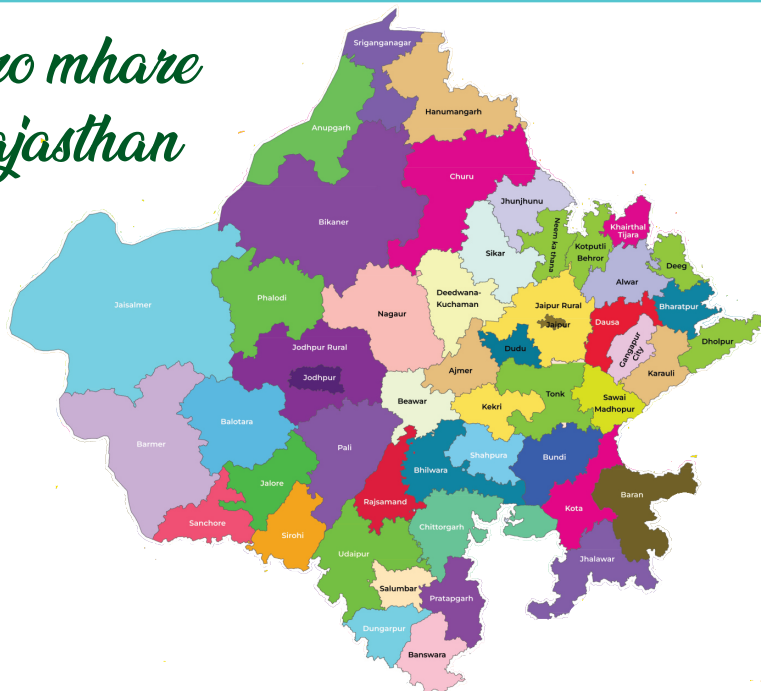 ro mhare
ajasthan
Sriganganagar
Hanumangarh
Anupgarh
Churu
Bikaner
Jhunjhunu
Sikar
Neem ka thana
Kotputli
Behror
Khairthal
Tijara
Deeg
Alwar
Bharatpur
Jaisalmer
Phalodi
Nagaur
Deedwana-
Kuchaman
Jaipur Rural
Jaipur
Dausa
Gangapur
City
Dholpur
Karauli
Jodhpur Rural
Jodhpur
Dudu
Ajmer
Beawar
Kekri
Tonk
Sawai
Madhopur
Barmer
Balotara
Pali
Jalore
Sanchore
Sirohi
Rajsamand
Bhilwara
Shahpura
Bundi
Kota
Baran
Chittorgarh
Jhalawar
Udaipur
Salumbar
Pratapgarh
Dungarpur
Banswara